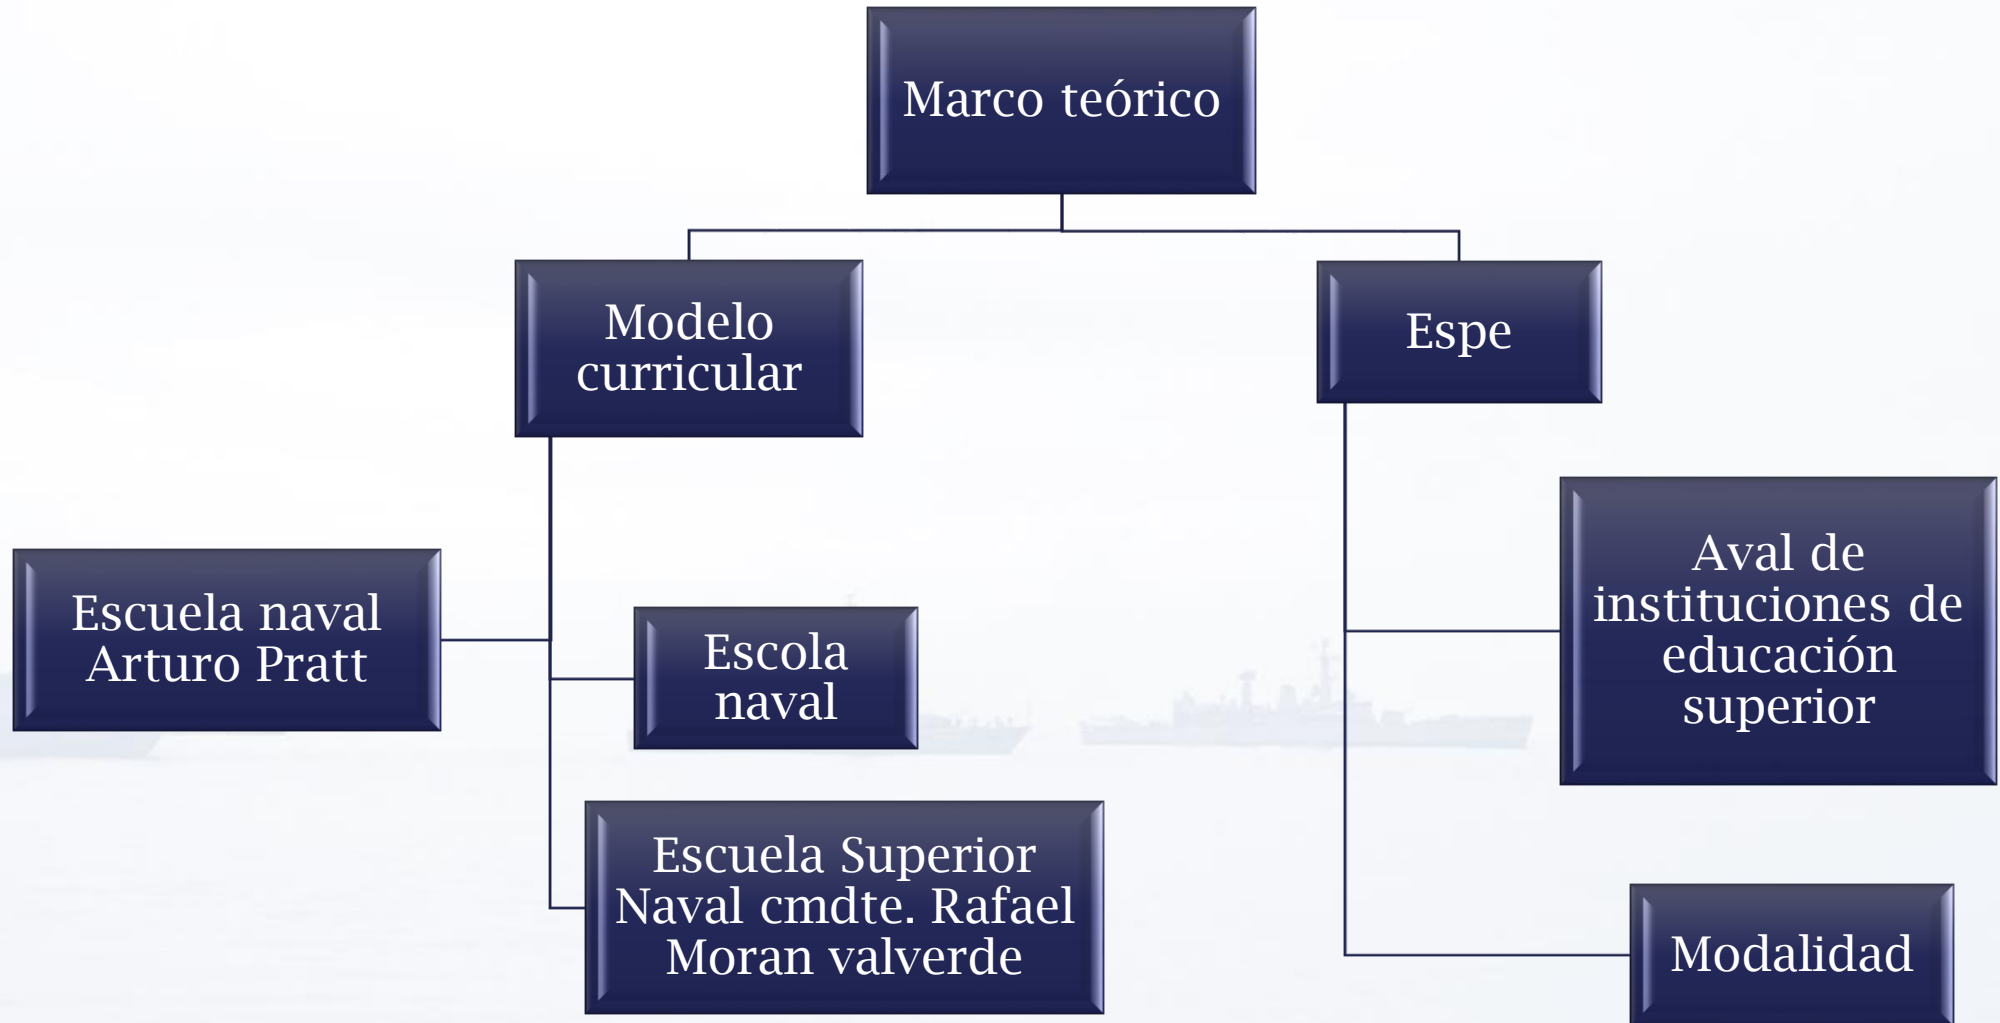 Marco teórico
Modelo
curricular
Espe
Escuela naval
Arturo Pratt
Escola
naval
Escuela Superior
Naval cmdte. Rafael
Moran valverde
Aval de
instituciones de
educación
superior
Modalidad